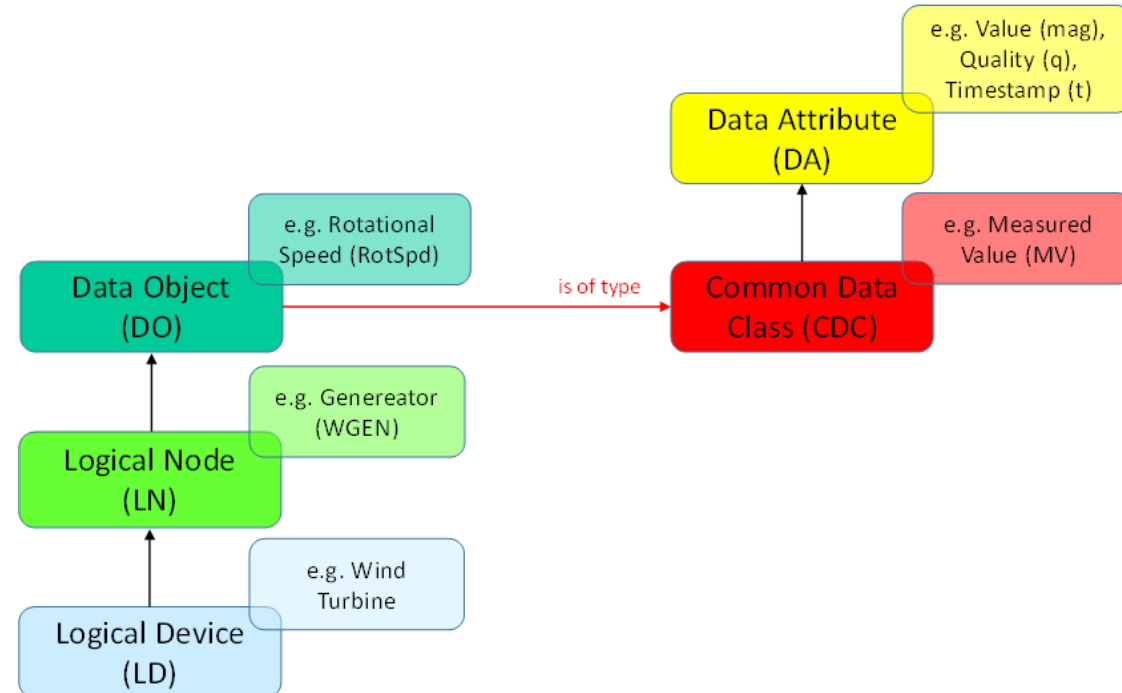 e.g. Value (mag),
Quality (q),
Timestamp (t)
Data Attribute
(DA)
e.g. Rotational
Speed (RotSpd)
e.g. Measured
Value (MV)
Data Object
(DO)
is of type
Common Data
Class (CDC)
e.g. Genereator
(WGEN)
Logical Node
(LN)
e.g. Wind
Turbine
Logical Device
(LD)